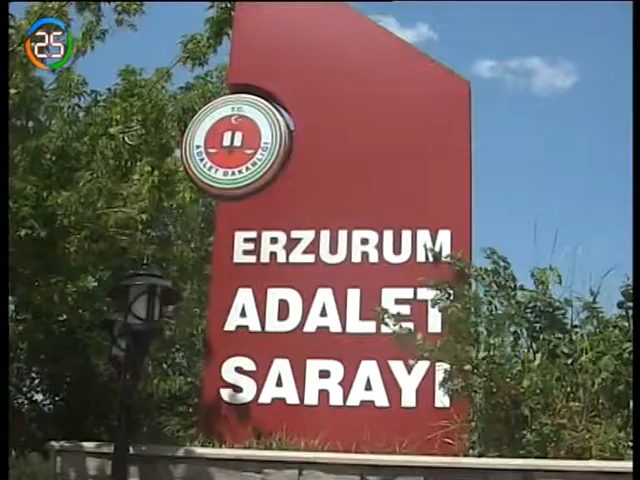 25
T.C.
ADALET BAKANLIĞI
ERZURUM
ADALET
SARAYI